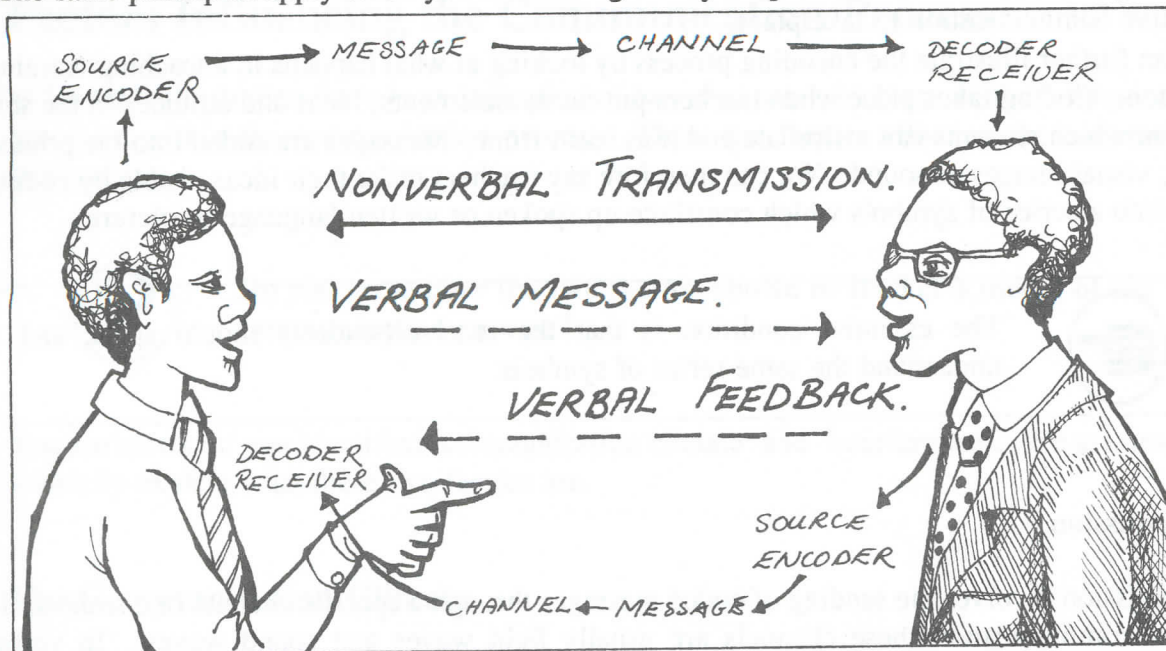 SOURCE ENCODER
MESSAGE
CHANNEL
DECODER RECEIVER
NONVERBAL TRANSMISSION.
VERBAL MESSAGE.
VERBAL FEEDBACK.
DECODER
RECEIVER
SOURCE
ENCODER
CHANNEL MESSAGE